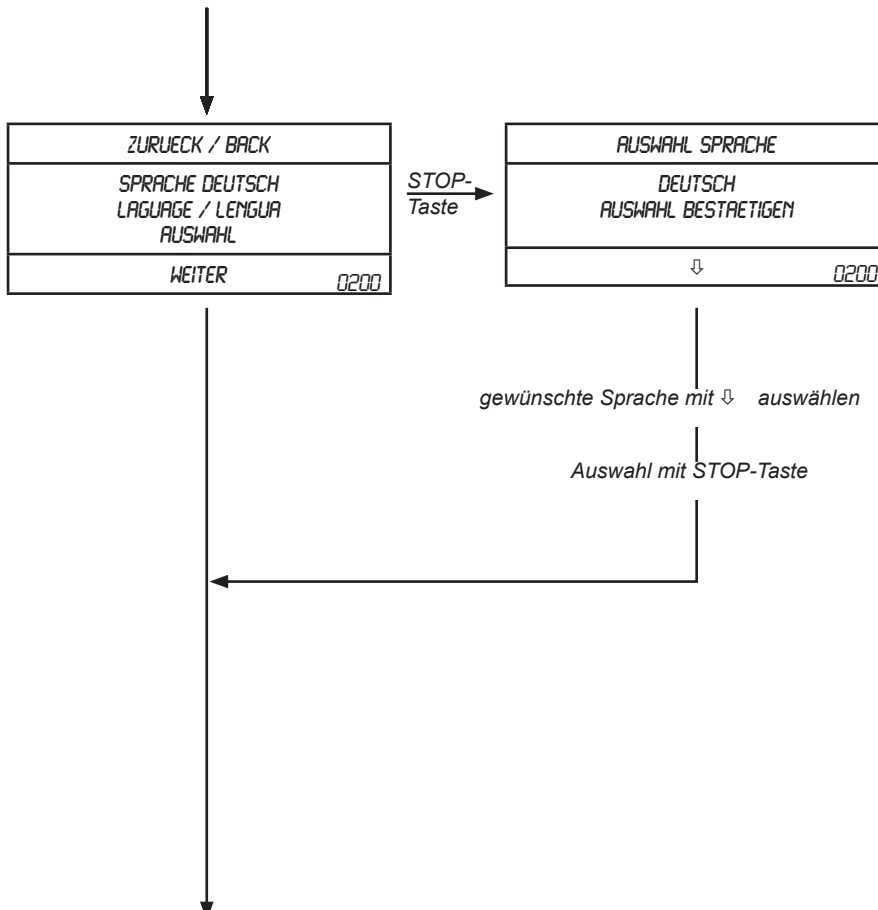 ZURUECK / BACK
SPRACHE DEUTSCH
LAGUAGE / LENGUA
AUSWAHL
WEITER
0200
STOP-
Taste
AUSWAHL SPRACHE
DEUTSCH
AUSWAHL BESTAETIGEN
⇩
0200
gewünschte Sprache mit ⇩ auswählen
Auswahl mit STOP-Taste